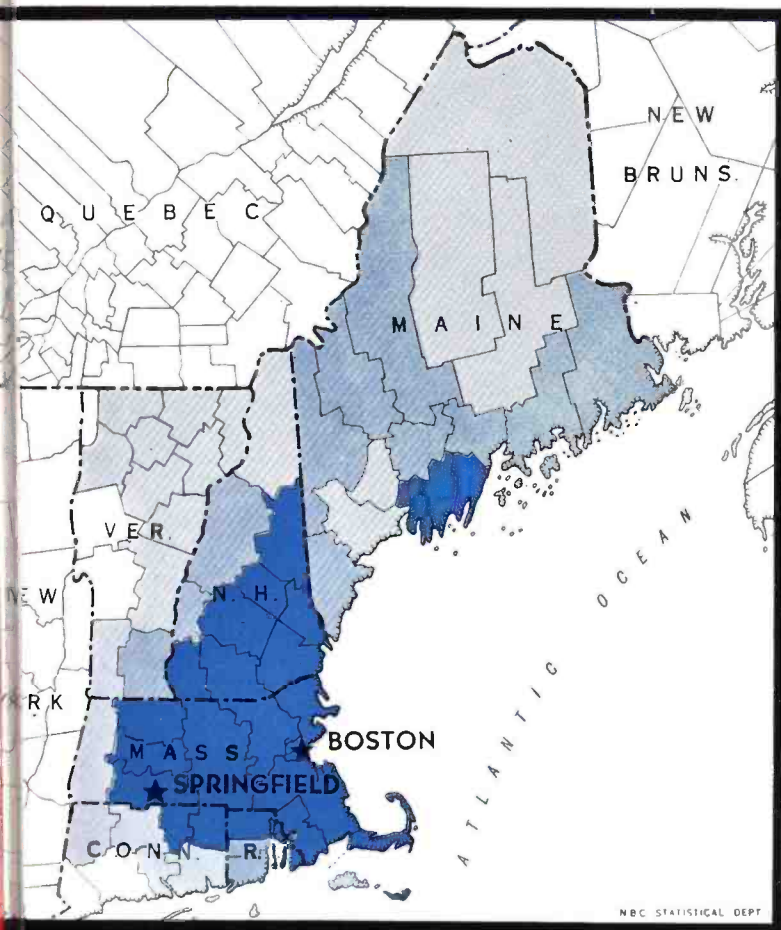 NEW
BRUNS.
QUEBEC
MAINE
VER.
N. H.
EW
RK
MASS
BOSTON
SPRINGFIELD
CONN.
R.I.
ATLANTIC OCEAN
NBC STATISTICAL DEPT